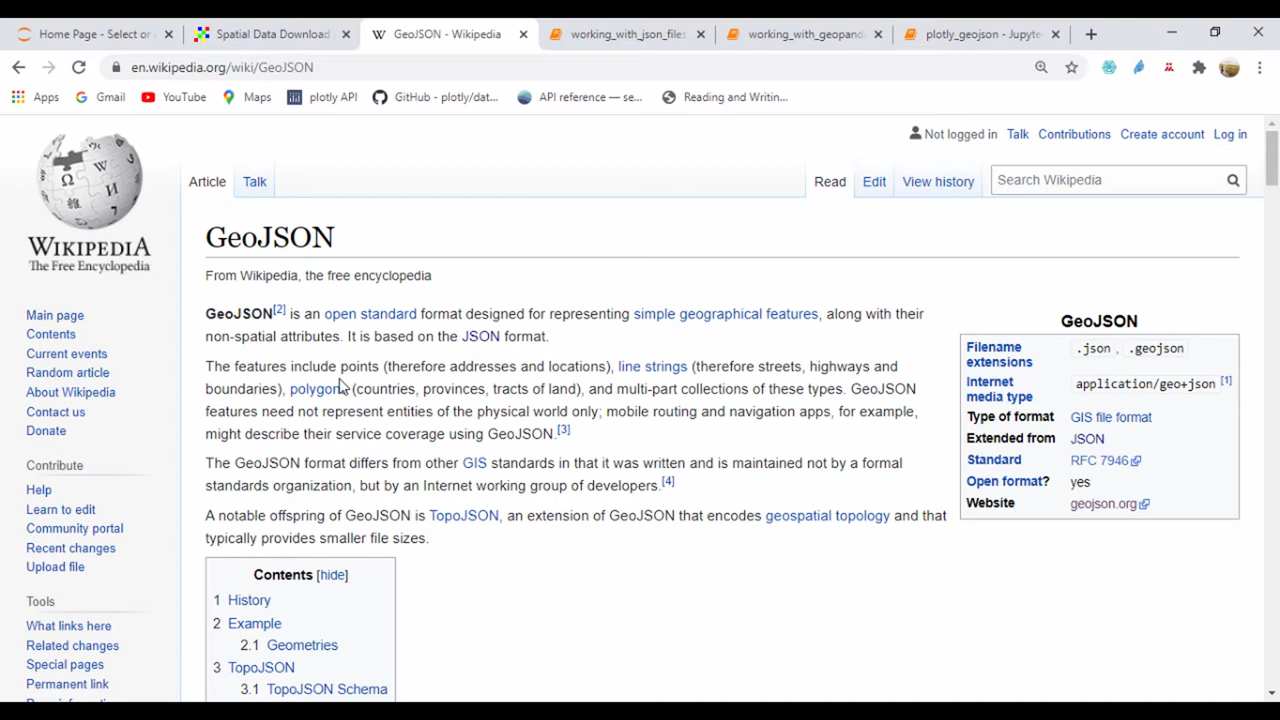 Home Page - Select or
Spatial Data Download
GeoJSON - Wikipedia
working_with_json_files
working_with_geopand
plotly_geojson - Jupyte
en.wikipedia.org/wiki/GeoJSON
Apps
Gmail
YouTube
Maps
plotly API
GitHub - plotly/dat...
API reference — se...
Reading and Writin...
Not logged in Talk Contributions Create account Log in
Article Talk Read Edit View history Search Wikipedia
WIKIPEDIA
The Free Encyclopedia
Main page
Contents
Current events
Random article
About Wikipedia
Contact us
Donate
Contribute
Help
Learn to edit
Community portal
Recent changes
Upload file
Tools
What links here
Related changes
Special pages
Permanent link
GeoJSON
From Wikipedia, the free encyclopedia
GeoJSON[2] is an open standard format designed for representing simple geographical features, along with their
non-spatial attributes. It is based on the JSON format.
The features include points (therefore addresses and locations), line strings (therefore streets, highways and
boundaries), polygons (countries, provinces, tracts of land), and multi-part collections of these types. GeoJSON
features need not represent entities of the physical world only; mobile routing and navigation apps, for example,
might describe their service coverage using GeoJSON.[3]
The GeoJSON format differs from other GIS standards in that it was written and is maintained not by a formal
standards organization, but by an Internet working group of developers.[4]
A notable offspring of GeoJSON is TopoJSON, an extension of GeoJSON that encodes geospatial topology and that
typically provides smaller file sizes.
Contents [hide]
1 History
2 Example
2.1 Geometries
3 TopoJSON
3.1 TopoJSON Schema
GeoJSON
Filename extensions .json , .geojson
Internet media type application/geo+json [1]
Type of format GIS file format
Extended from JSON
Standard RFC 7946
Open format? yes
Website geojson.org